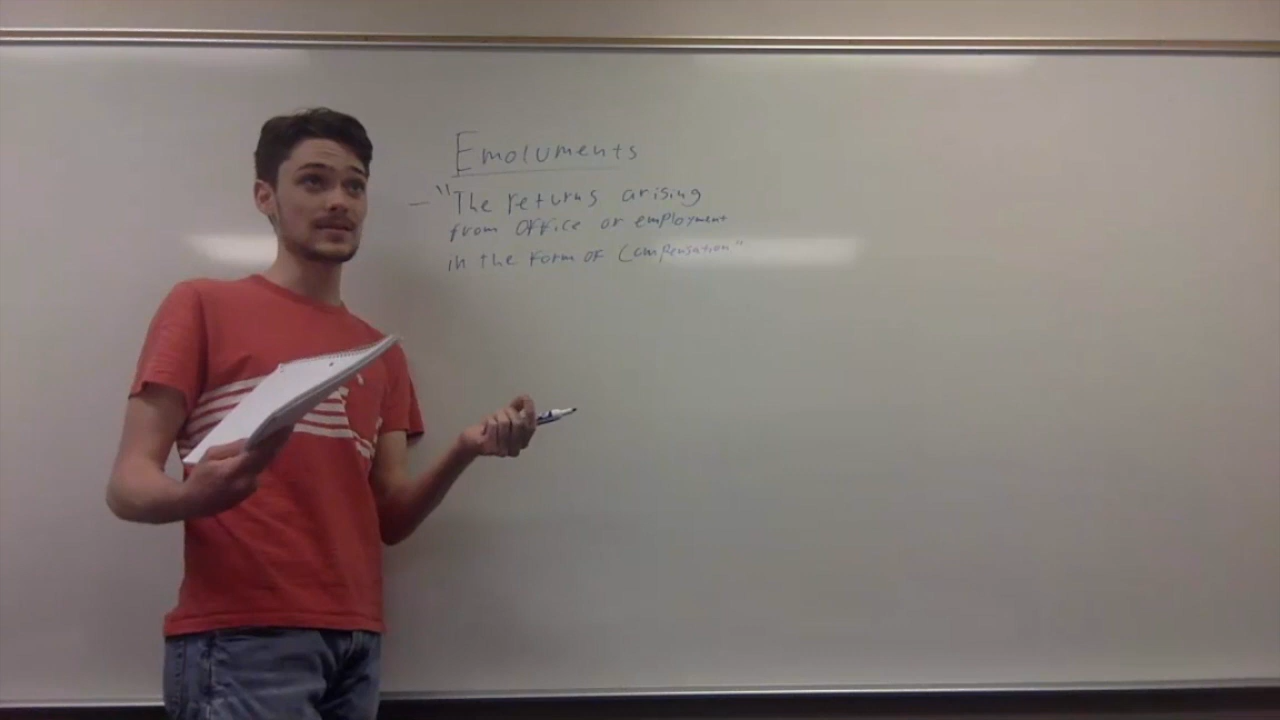 Emoluments
— "The returns arising
from office or employment
in the form of compensation"